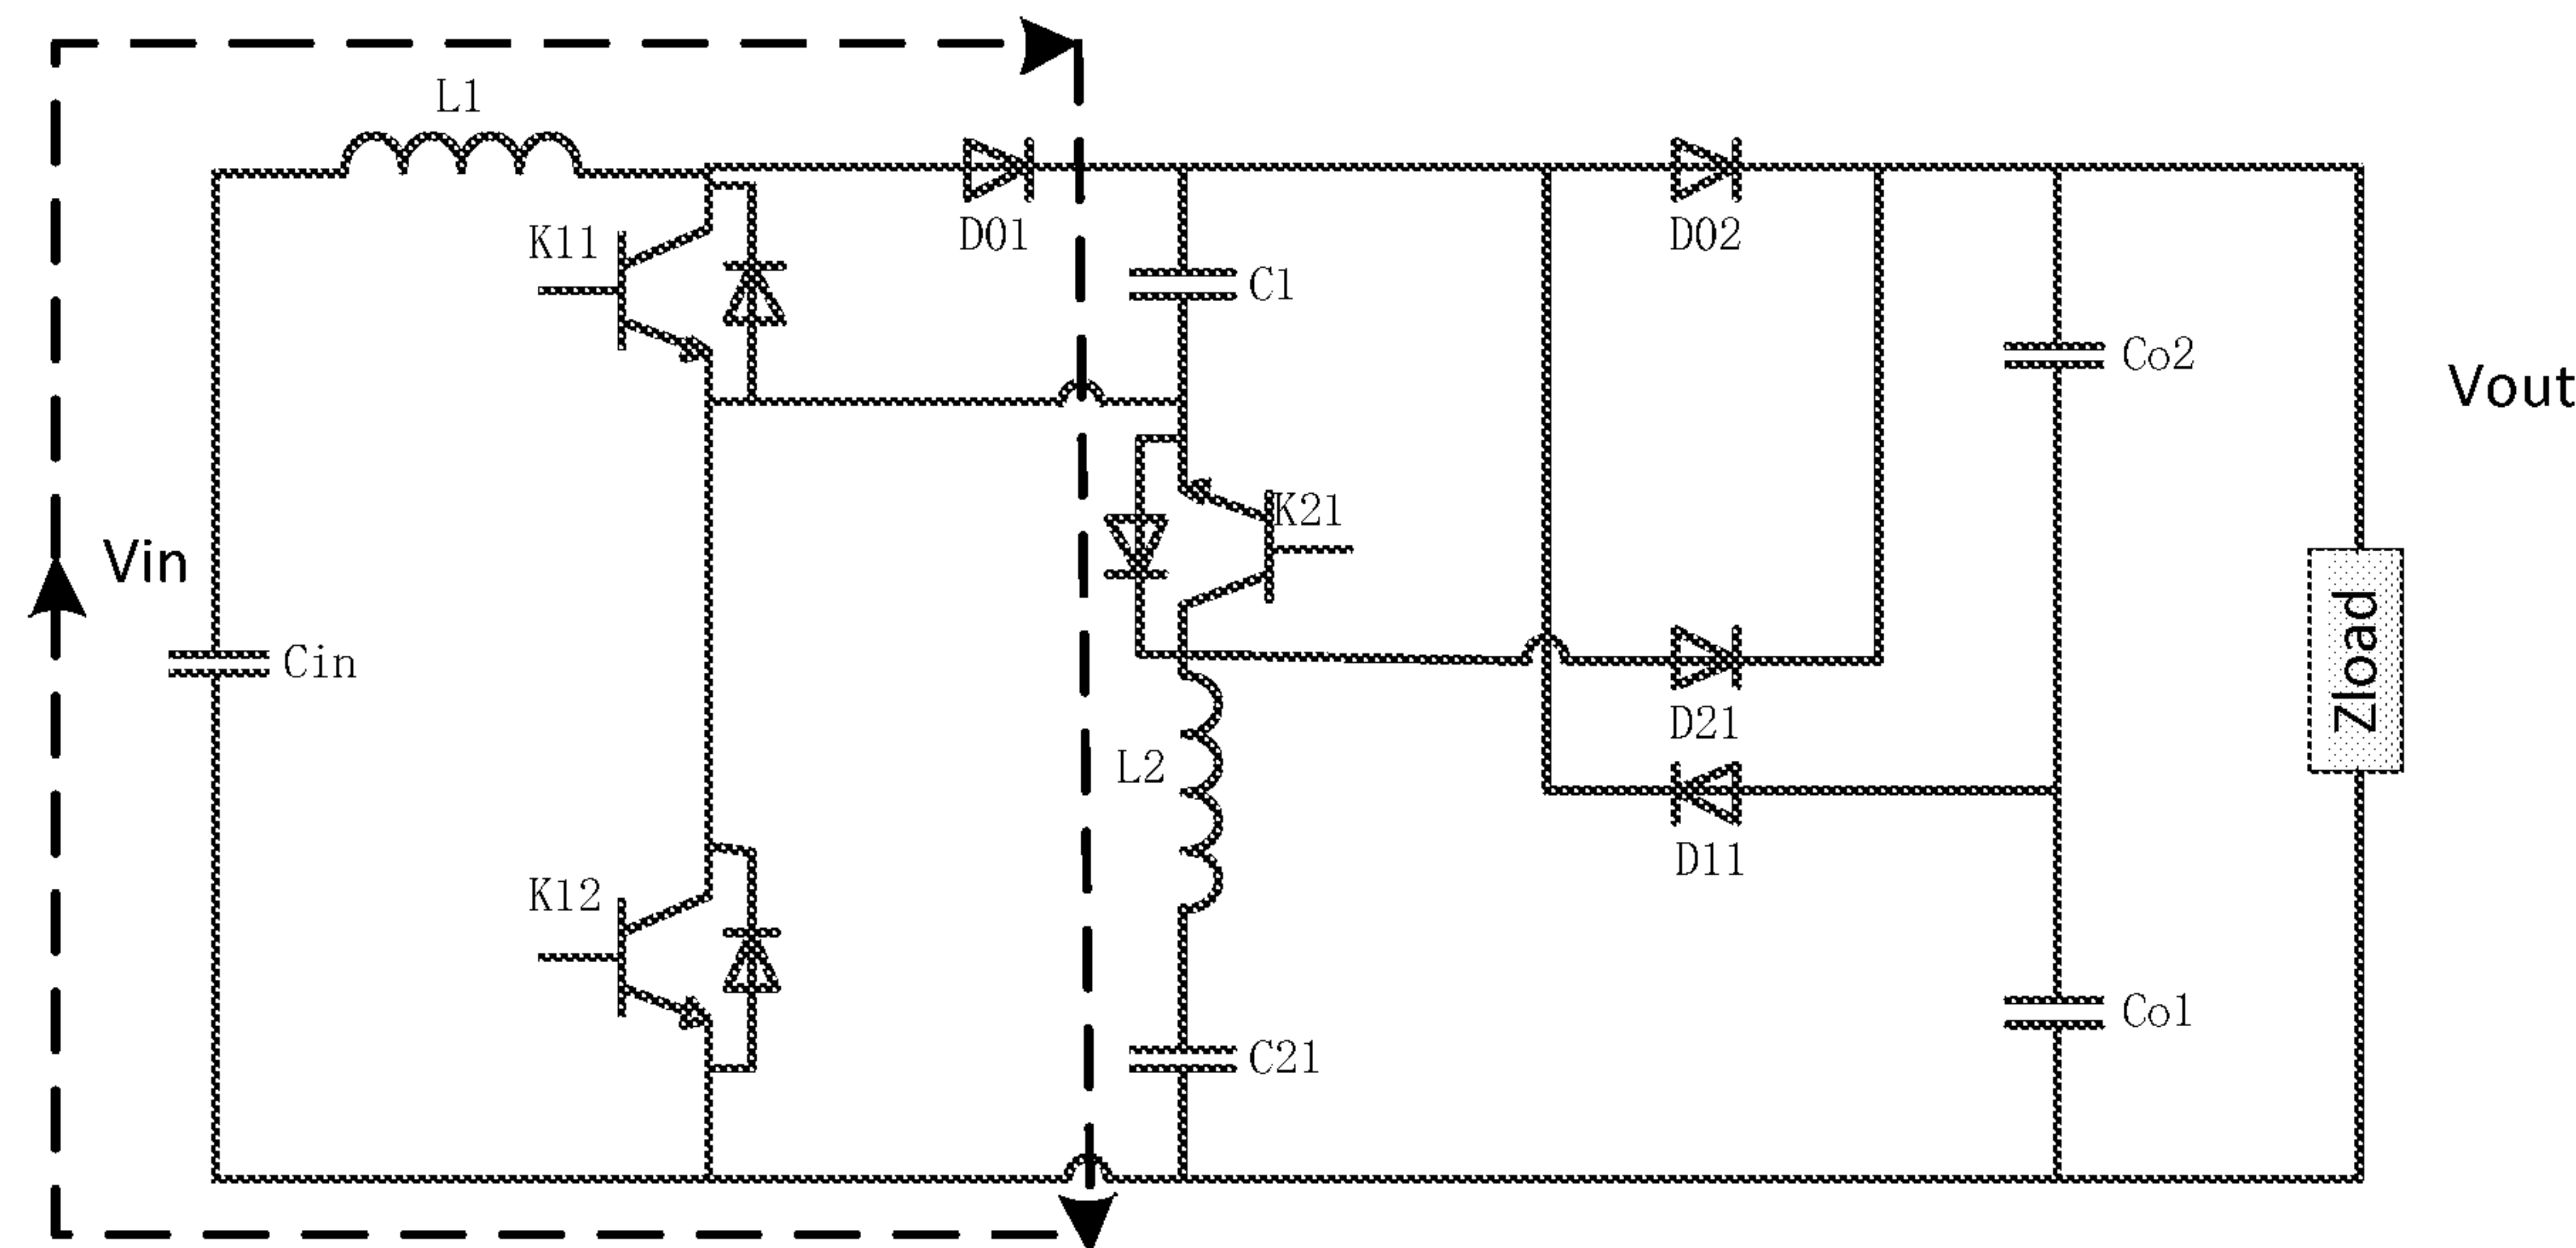 L1
K11
D01
D02
C1
Co2
Vout
K21
Vin
Cin
Zload
D21
L2
D11
K12
Co1
C21